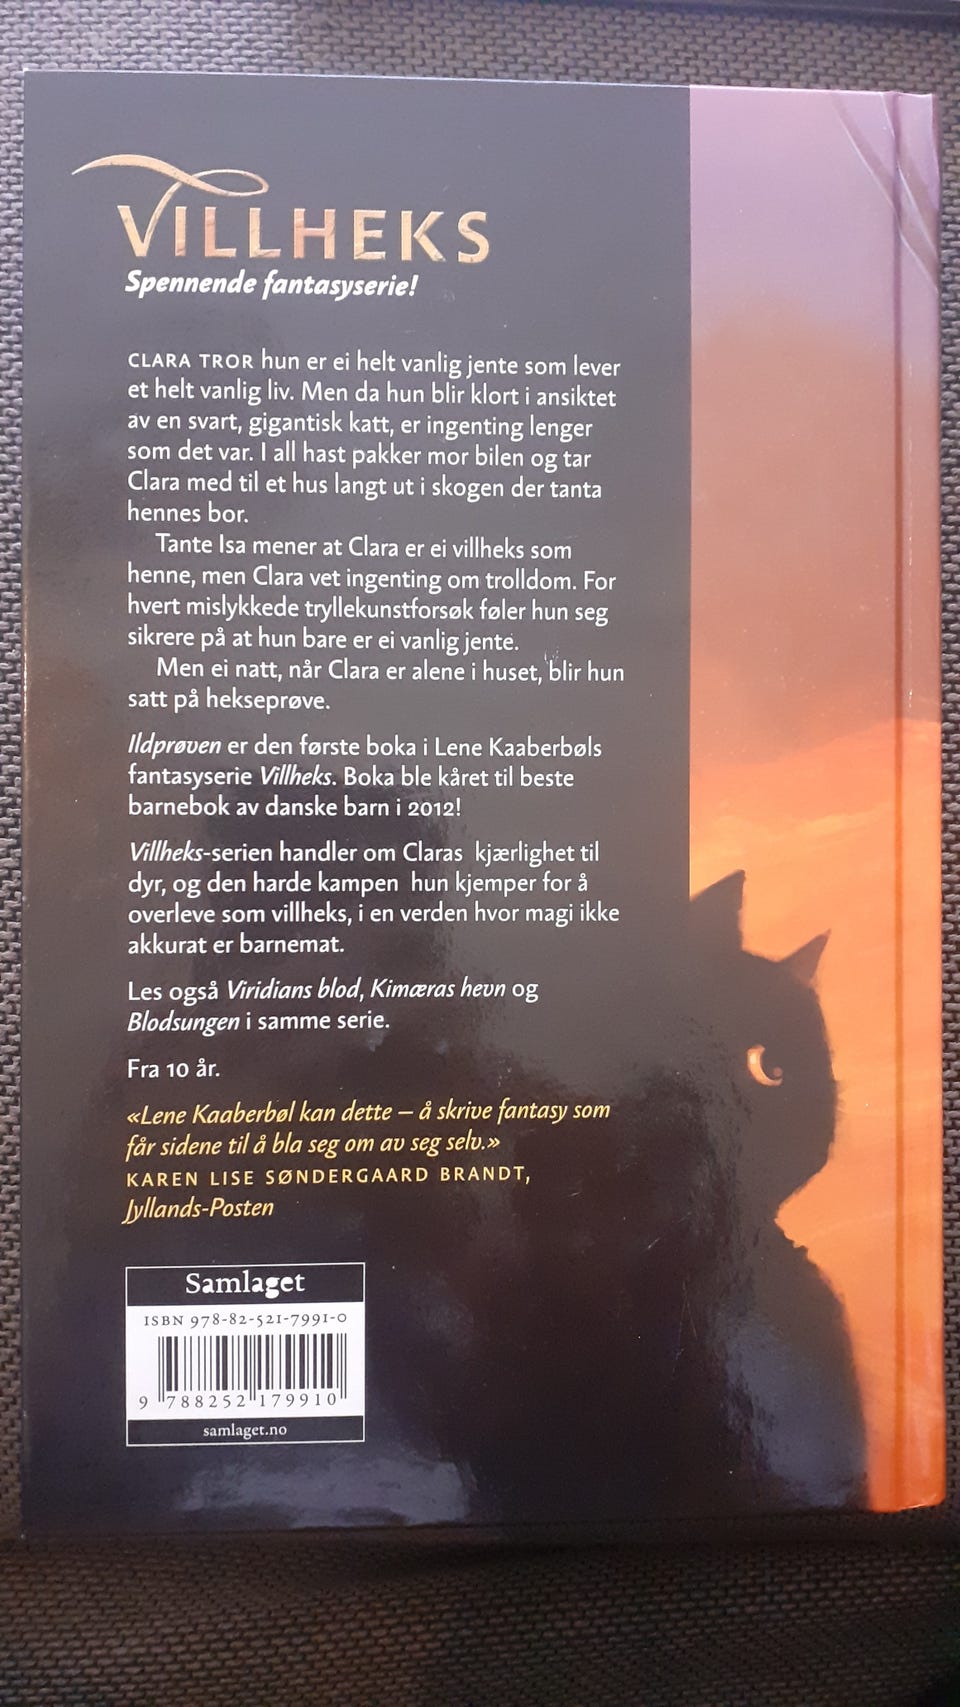 VILLHEKS
Spennende fantasyserie!
CLARA TROR hun er ei helt vanlig jente som lever
et helt vanlig liv. Men da hun blir klort i ansiktet
av en svart, gigantisk katt, er ingenting lenger
som det var. I all hast pakker mor bilen og tar
Clara med til et hus langt ut i skogen der tanta
hennes bor.
Tante Isa mener at Clara er ei villheks som
henne, men Clara vet ingenting om trolldom. For
hvert mislykkede tryllekunstforsøk føler hun seg
sikrere på at hun bare er ei vanlig jente.
Men ei natt, når Clara er alene i huset, blir hun
satt på hekseprøve.
Ildprøven er den første boka i Lene Kaaberbøls
fantasyserie Villheks. Boka ble kåret til beste
barnebok av danske barn i 2012!
Villheks-serien handler om Claras kjærlighet til
dyr, og den harde kampen hun kjemper for å
overleve som villheks, i en verden hvor magi ikke
akkurat er barnemat.
Les også Viridians blod, Kimæras hevn og
Blodsungen i samme serie.
Fra 10 år.
«Lene Kaaberbøl kan dette – å skrive fantasy som
får sidene til å bla seg om av seg selv.»
KAREN LISE SØNDERGAARD BRANDT,
Jyllands-Posten
Samlaget
ISBN 978-82-521-7991-0
9 788252 179910
samlaget.no